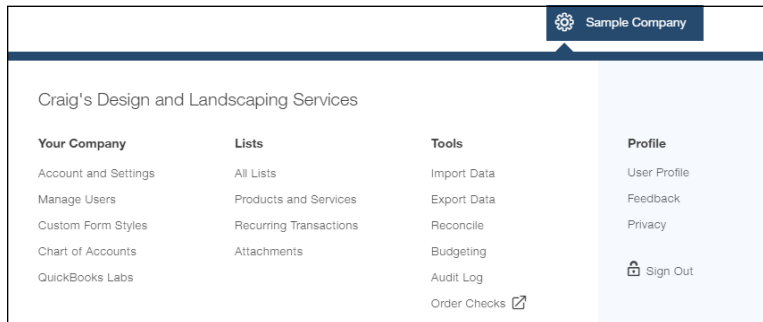 Sample Company
Craig's Design and Landscaping Services
Your Company
Account and Settings
Manage Users
Custom Form Styles
Chart of Accounts
QuickBooks Labs
Lists
All Lists
Products and Services
Recurring Transactions
Attachments
Tools
Import Data
Export Data
Reconcile
Budgeting
Audit Log
Order Checks
Profile
User Profile
Feedback
Privacy
Sign Out